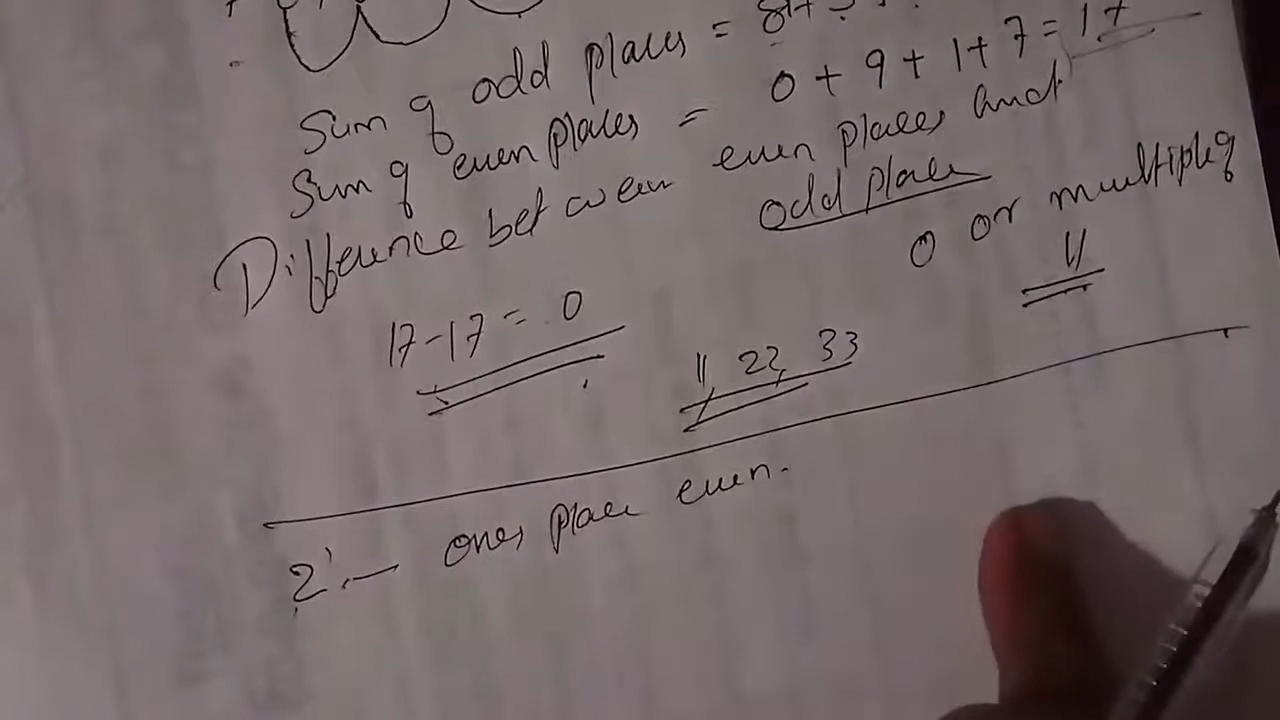 Sum of odd places =
Sum of even places = 0 + 9 + 1 + 7 = 17
Difference between even places and
odd place
0 or multiple of
11
17-17 = 0
11, 22, 33
2:- ones place even.